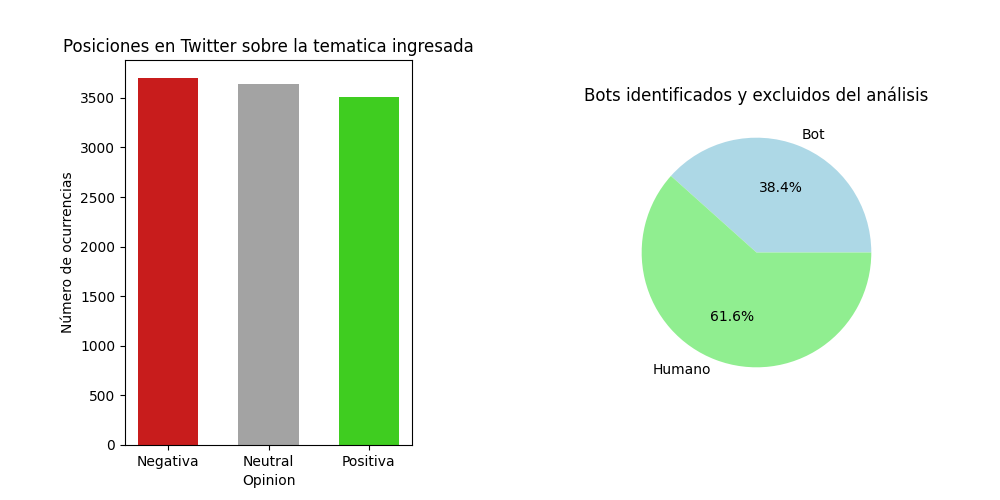 Posiciones en Twitter sobre la tematica ingresada
Número de ocurrencias
3500
3000
2500
2000
1500
1000
500
0
Negativa
Neutral
Positiva
Opinion
Bots identificados y excluidos del análisis
Bot
38.4%
61.6%
Humano